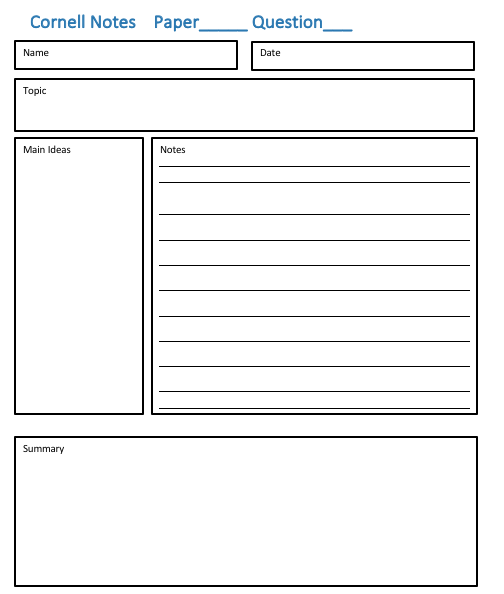 Cornell Notes Paper_____ Question___
Name
Date
Topic
Main Ideas
Notes
Summary